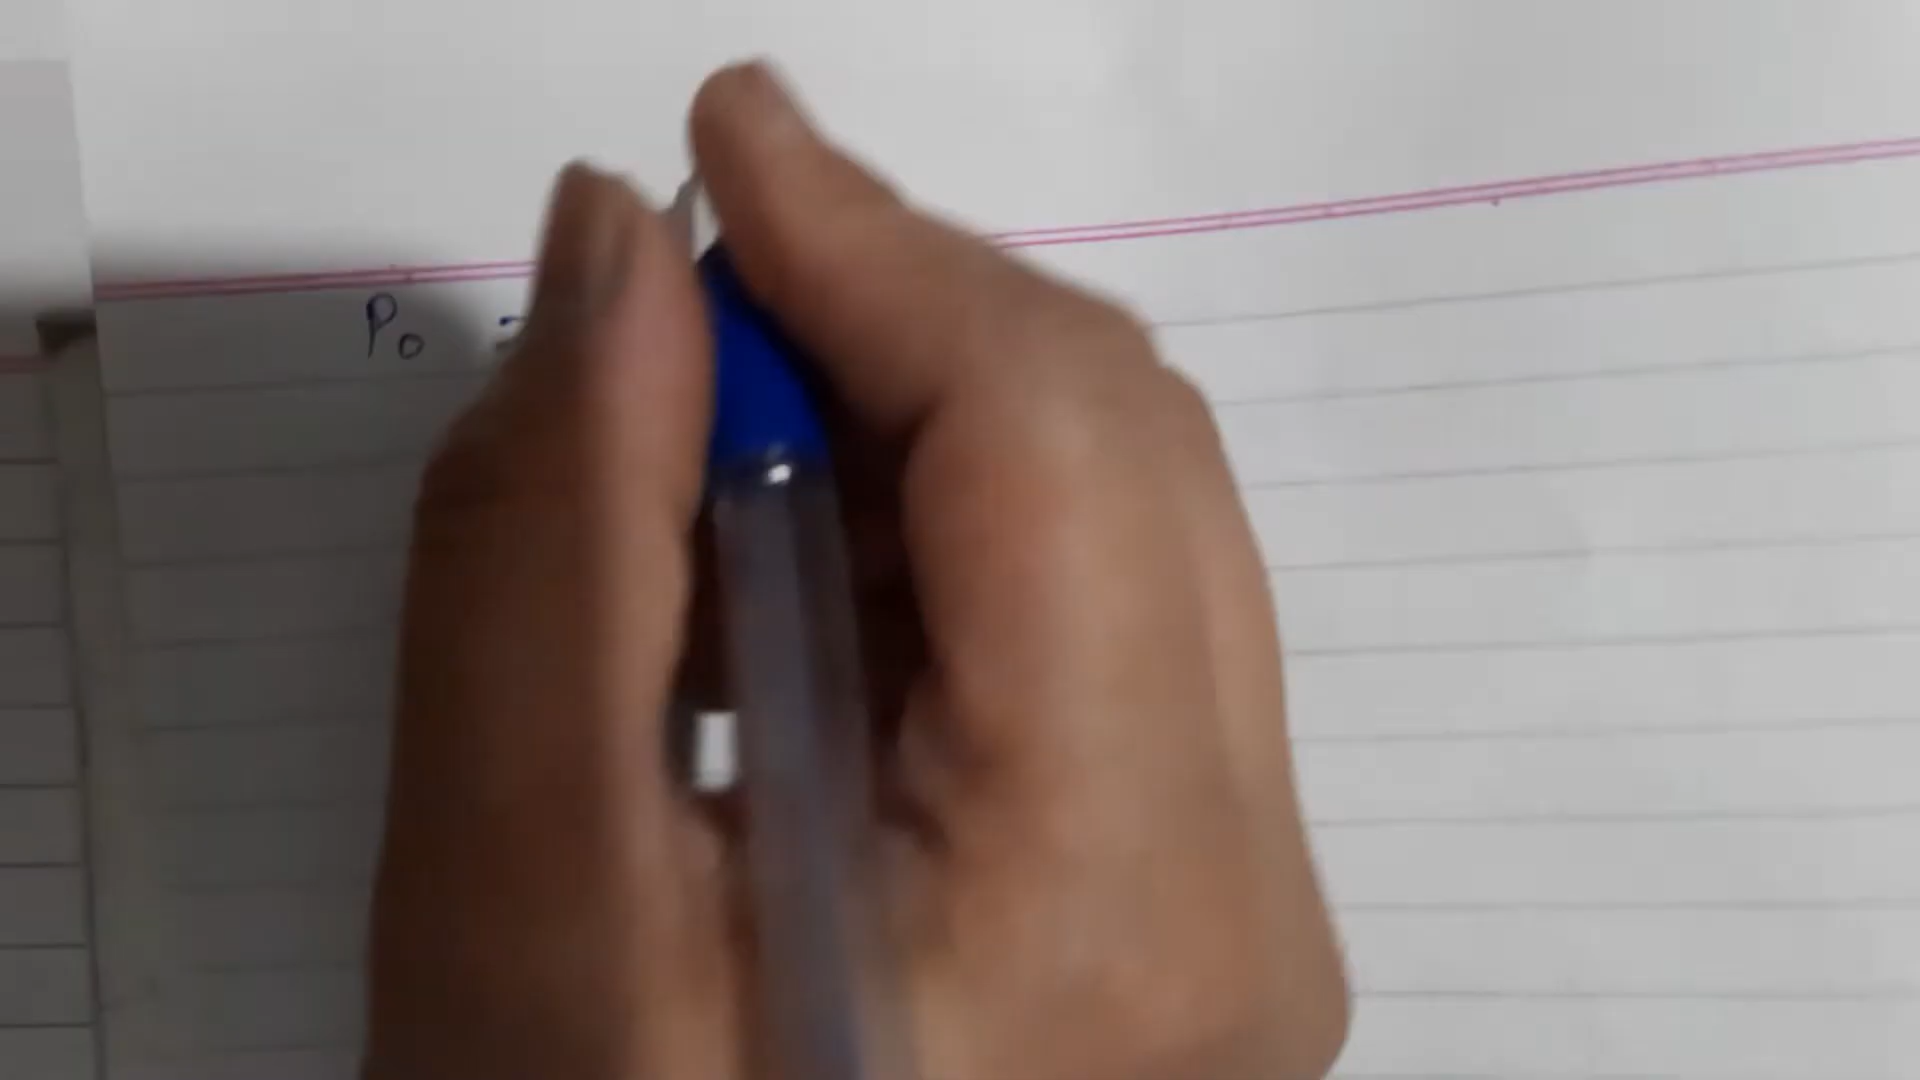 P₀ =